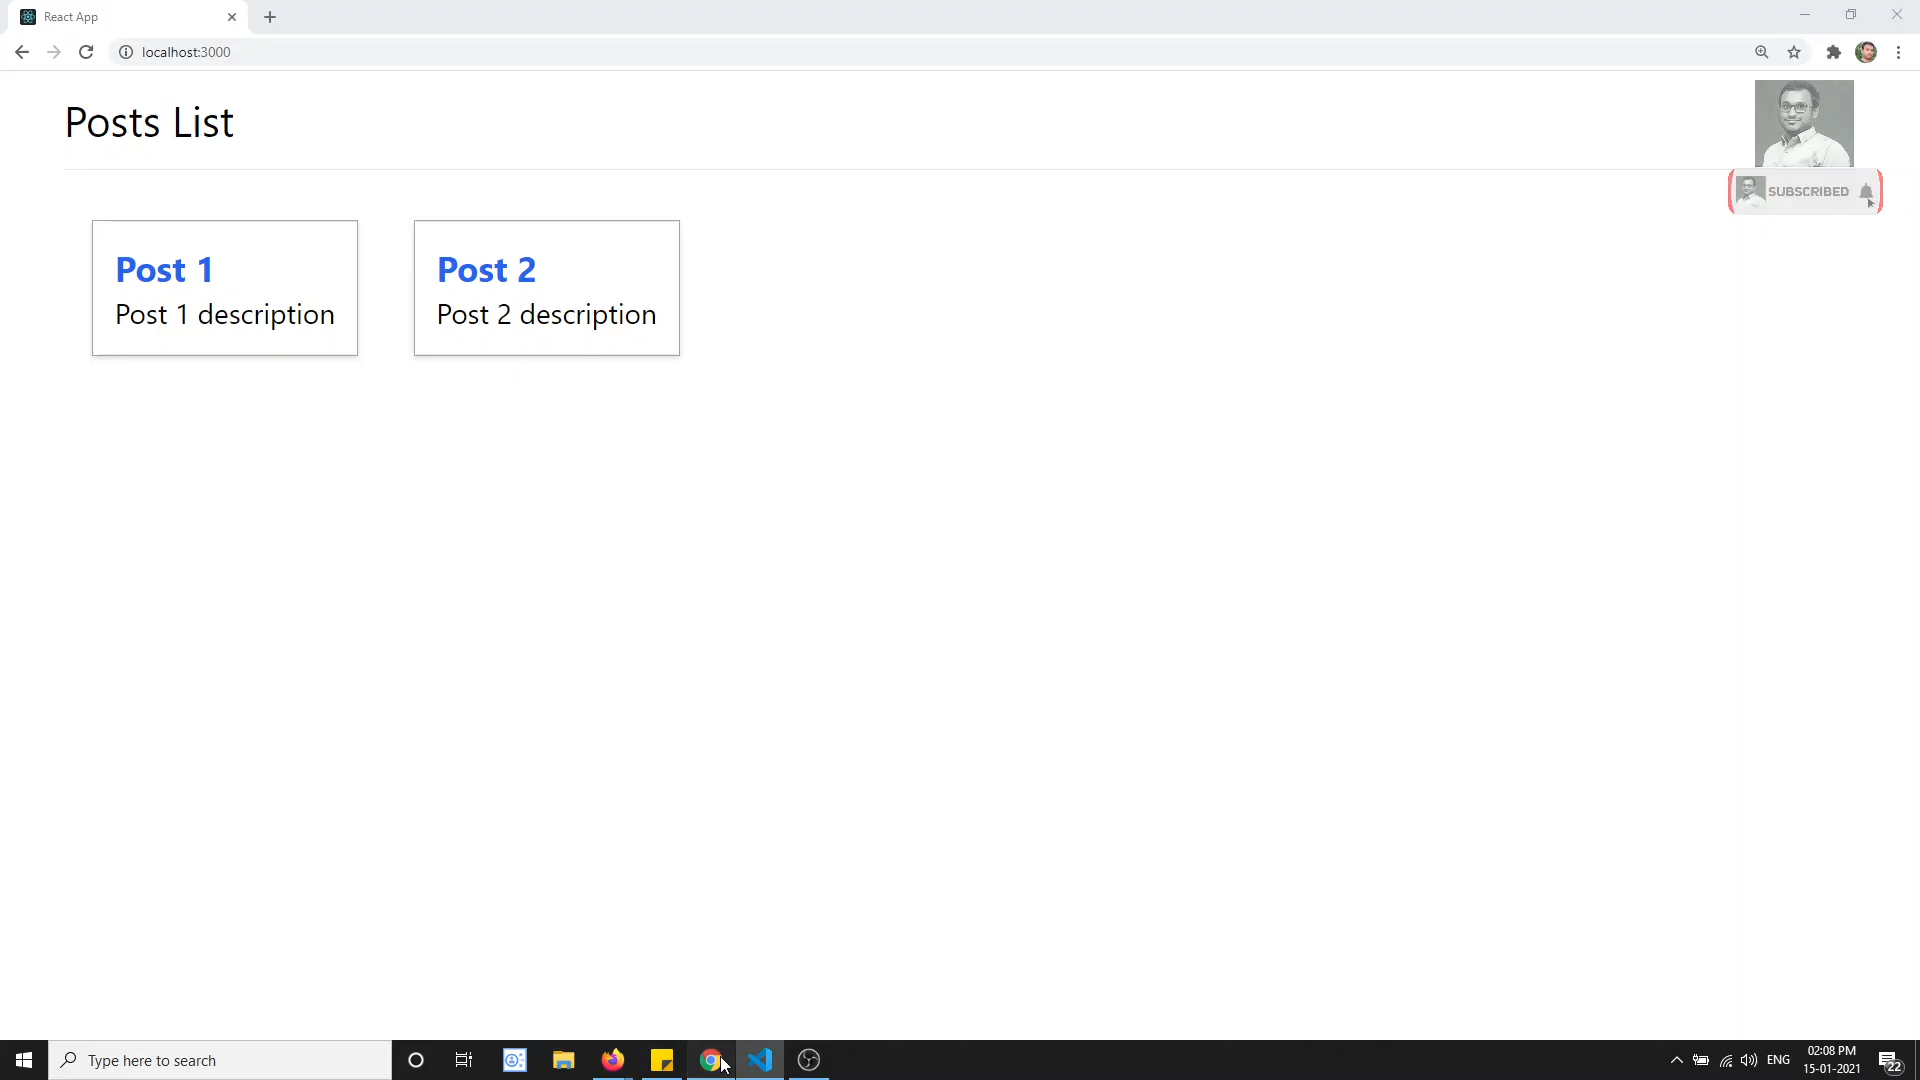 React App
localhost:3000
Posts List
SUBSCRIBED
Post 1
Post 1 description
Post 2
Post 2 description
Type here to search
ENG
02:08 PM
15-01-2021
22